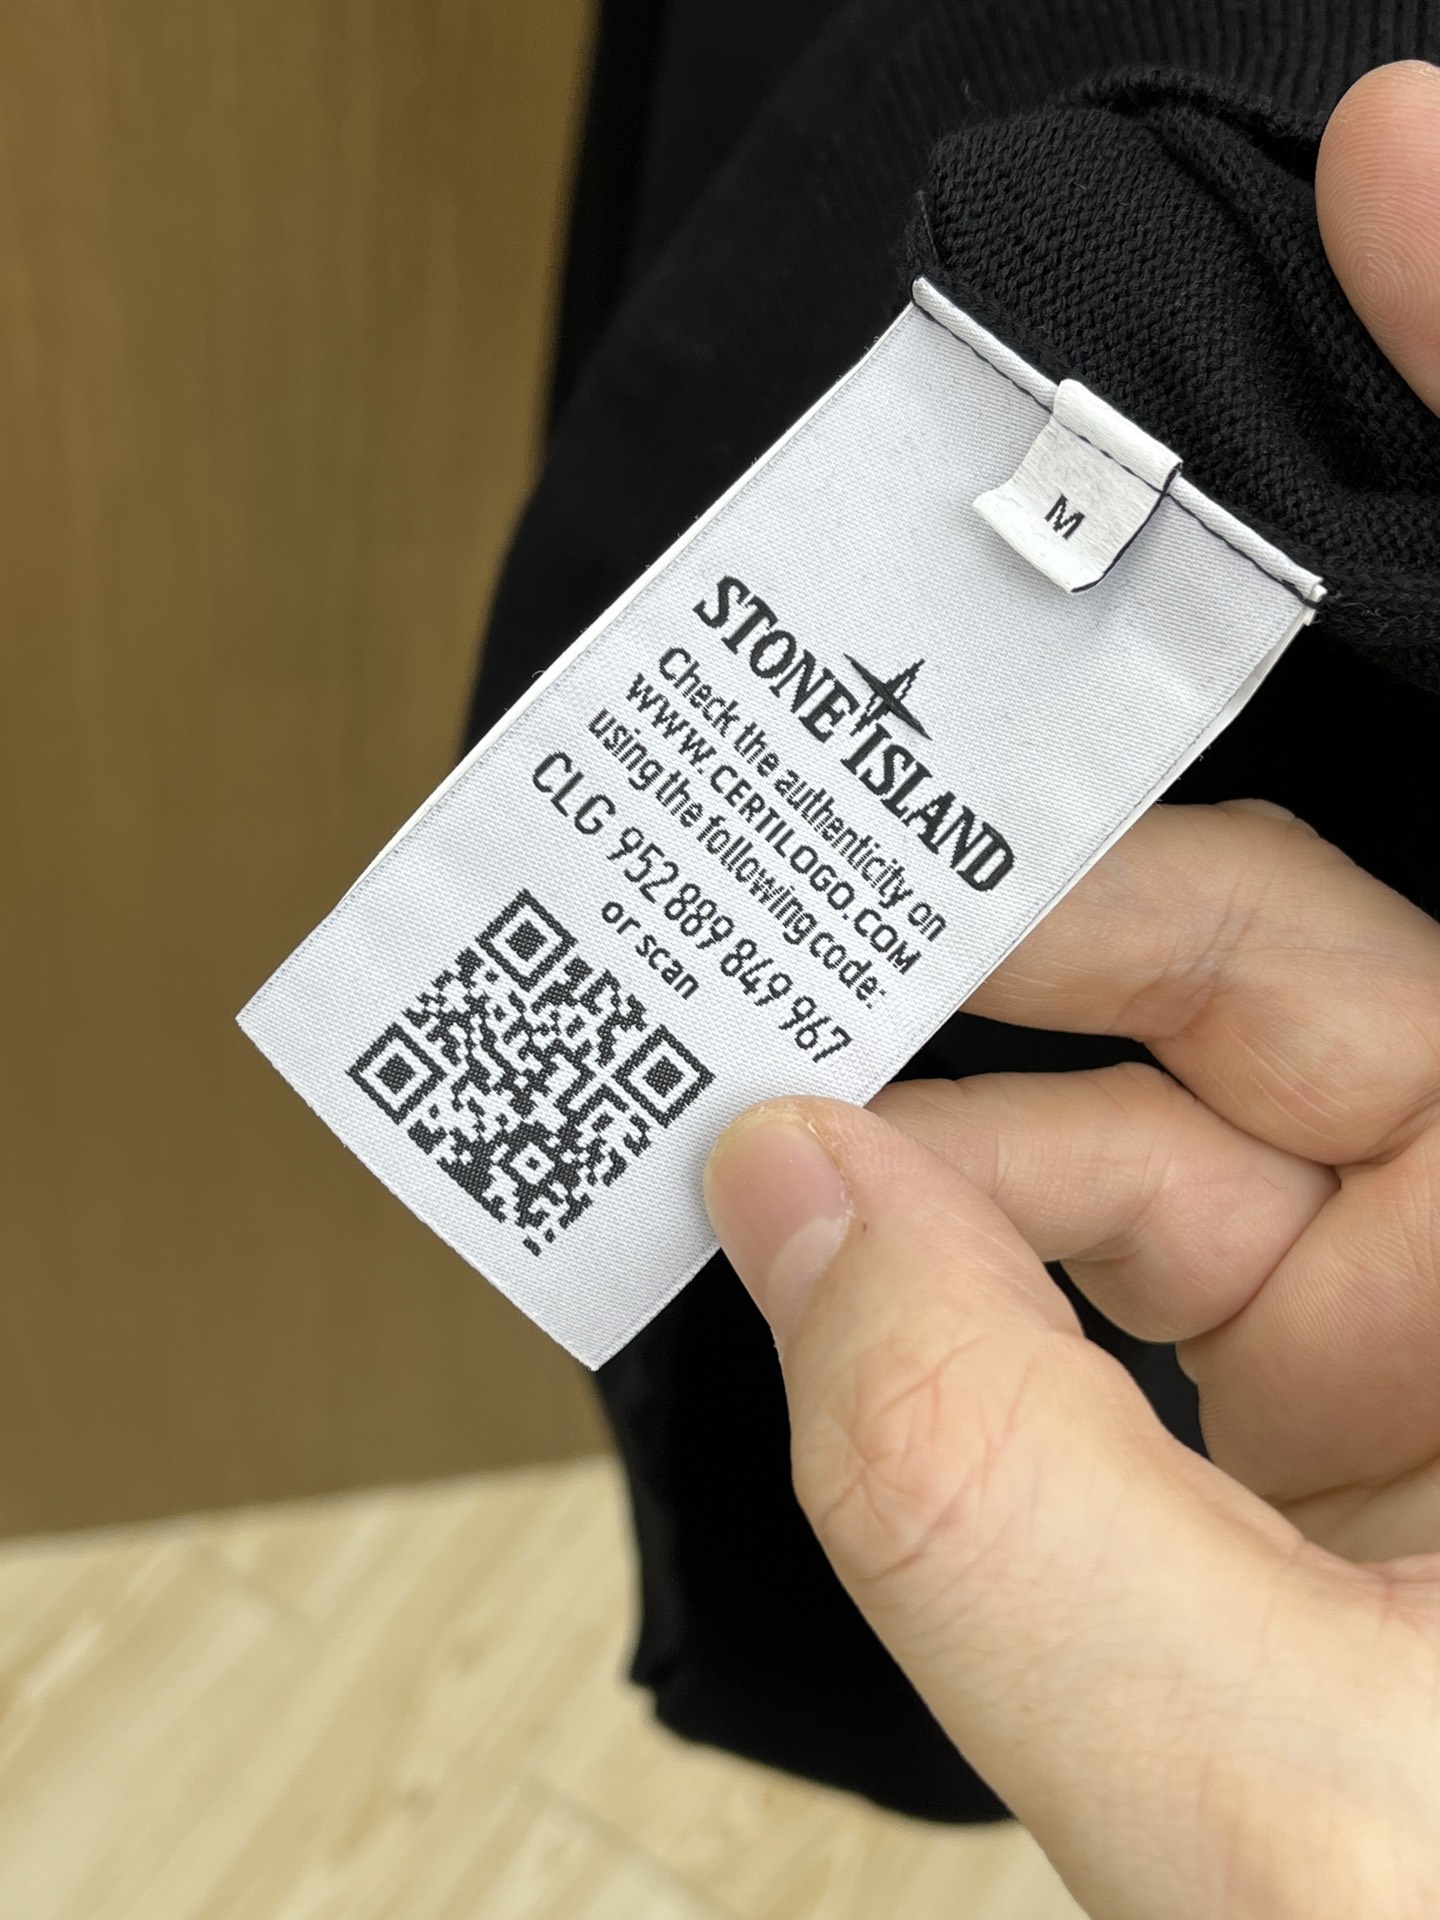 M
STONE ISLAND
Check the authenticity on
WWW.CERTILOGO.COM
using the following code:
CLG 952 889 849 967
or scan